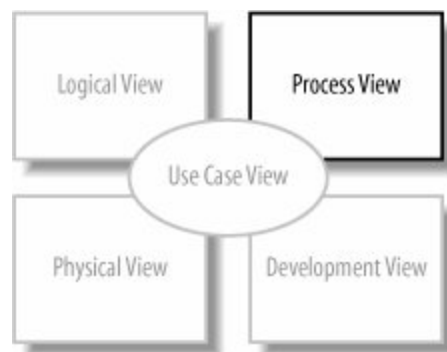 Logical View
Process View
Use Case View
Physical View
Development View